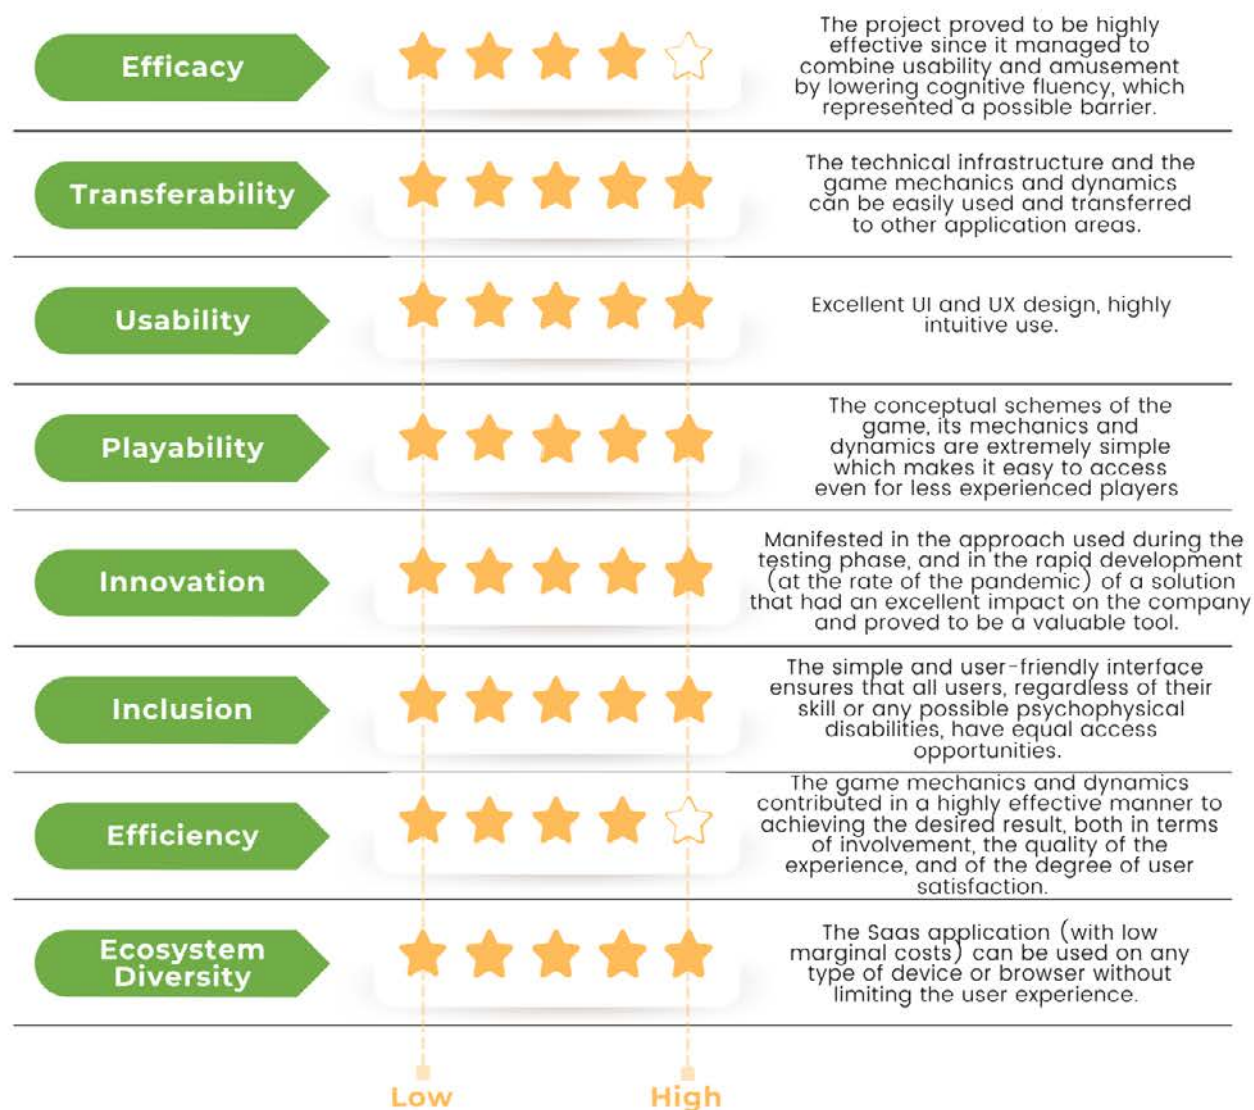 Efficacy
The project proved to be highly
effective since it managed to
combine usability and amusement
by lowering cognitive fluency, which
represented a possible barrier.
Transferability
The technical infrastructure and the
game mechanics and dynamics
can be easily used and transferred
to other application areas.
Usability
Excellent UI and UX design, highly
intuitive use.
Playability
The conceptual schemes of the
game, its mechanics and
dynamics are extremely simple
which makes it easy to access
even for less experienced players
Innovation
Manifested in the approach used during the
testing phase, and in the rapid development
(at the rate of the pandemic) of a solution
that had an excellent impact on the company
and proved to be a valuable tool.
Inclusion
The simple and user-friendly interface
ensures that all users, regardless of their
skill or any possible psychophysical
disabilities, have equal access
opportunities.
Efficiency
The game mechanics and dynamics
contributed in a highly effective manner to
achieving the desired result, both in terms
of involvement, the quality of the
experience, and of the degree of user
satisfaction.
Ecosystem
Diversity
The Saas application (with low
marginal costs) can be used on any
type of device or browser without
limiting the user experience.
Low
High